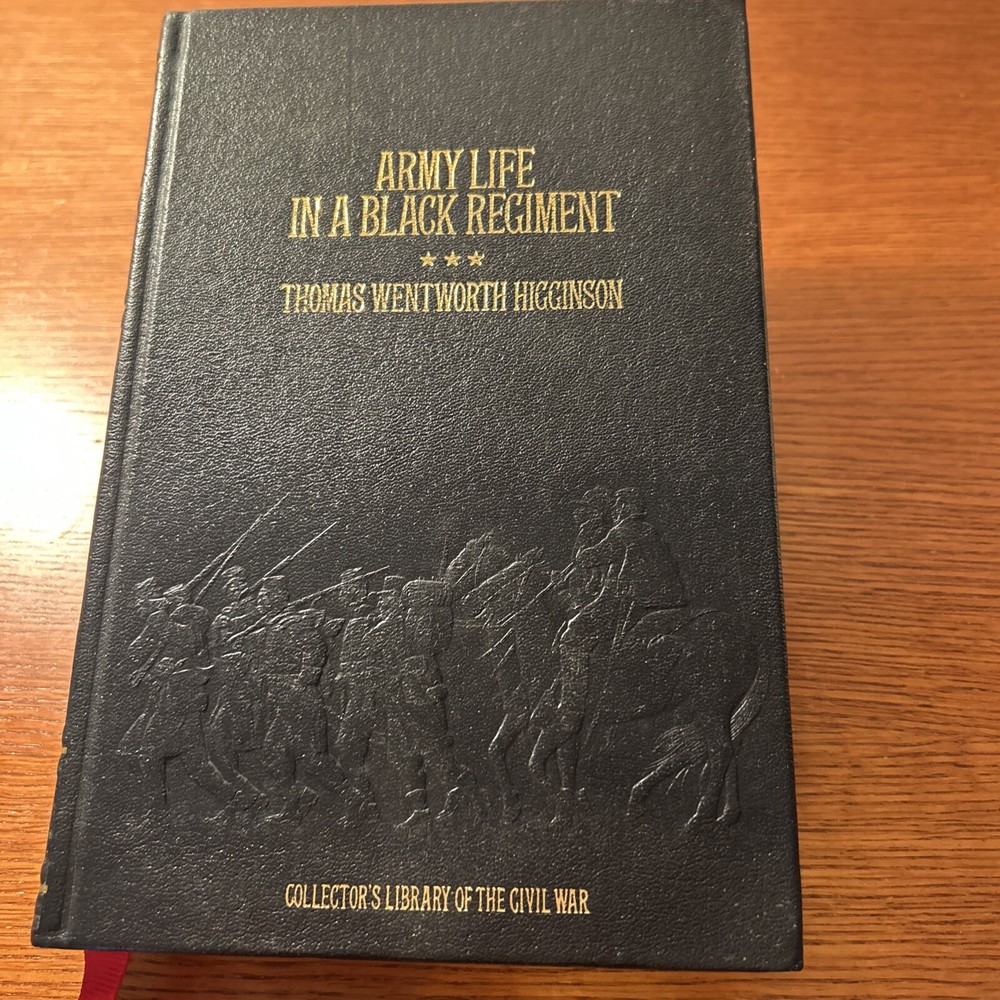 ARMY LIFE
IN A BLACK REGIMENT
THOMAS WENTWORTH HIGGINSON
COLLECTOR'S LIBRARY OF THE CIVIL WAR